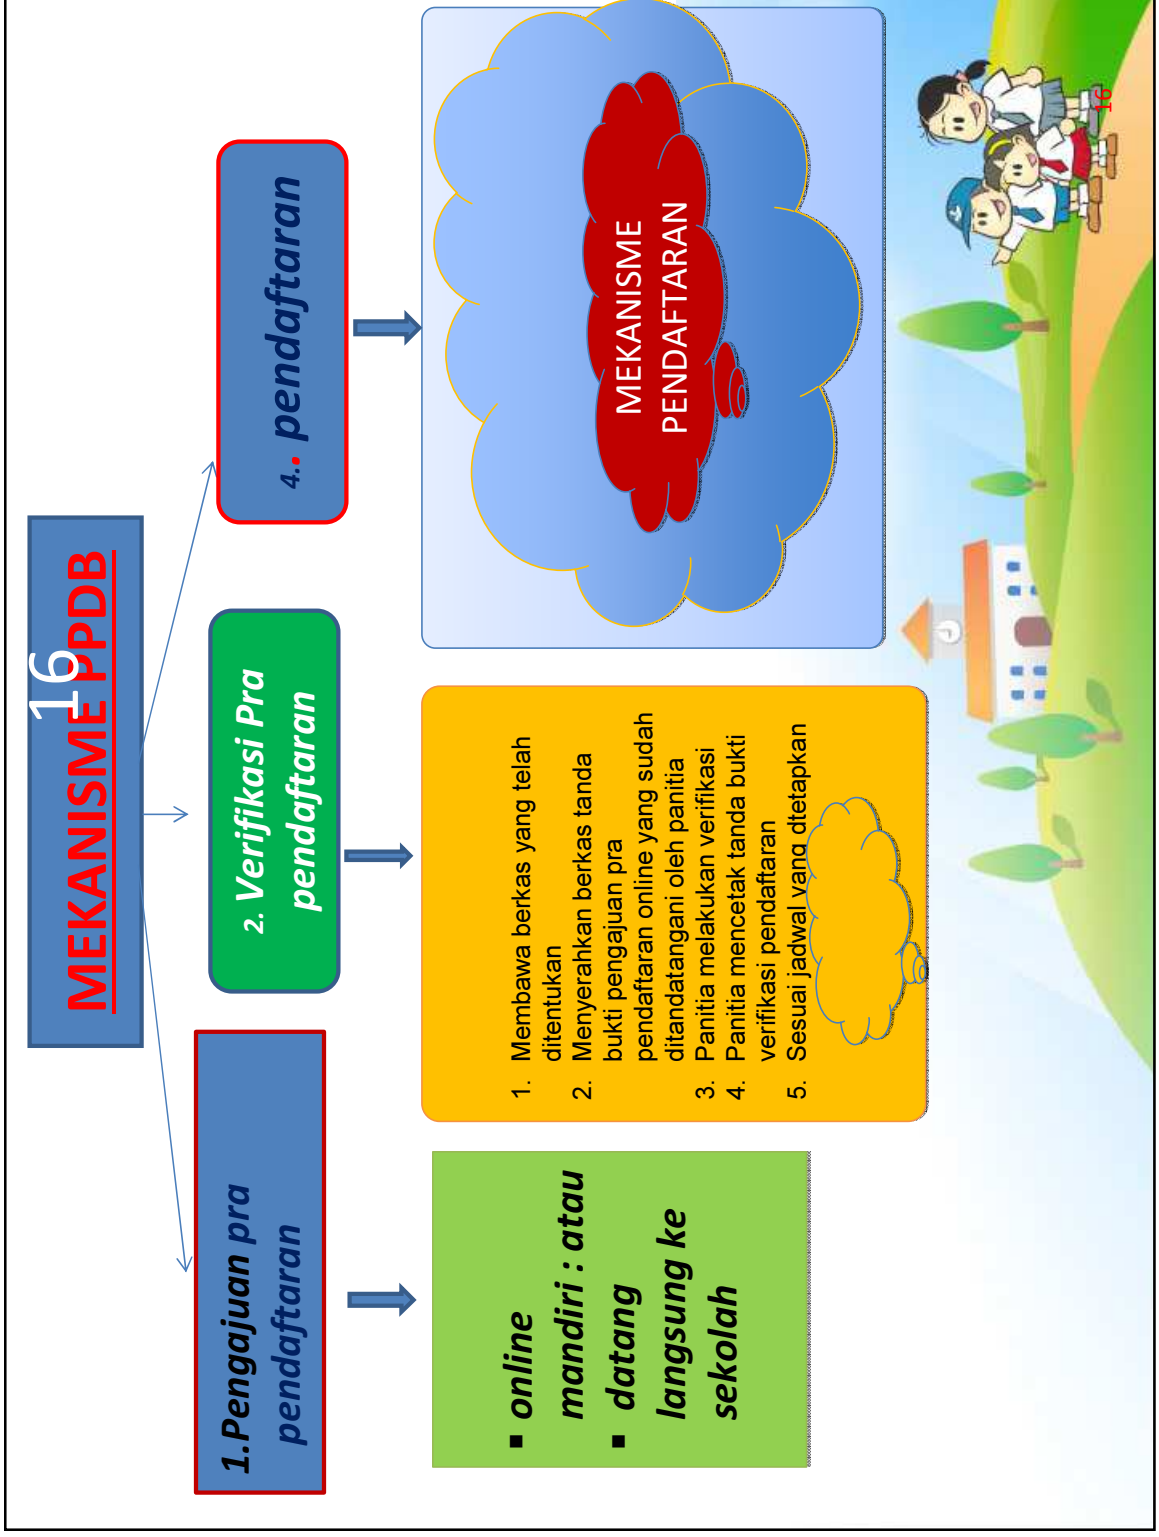 16
MEKANISME PPDB
1.Pengajuan pra
pendaftaran
2. Verifikasi Pra
pendaftaran
4.. pendaftaran
▪ online
mandiri : atau
▪ datang
langsung ke
sekolah
1. Membawa berkas yang telah
ditentukan
2. Menyerahkan berkas tanda
bukti pengajuan pra
pendaftaran online yang sudah
ditandatangani oleh panitia
3. Panitia melakukan verifikasi
4. Panitia mencetak tanda bukti
verifikasi pendaftaran
5. Sesuai jadwal yang dtetapkan
MEKANISME
PENDAFTARAN
16